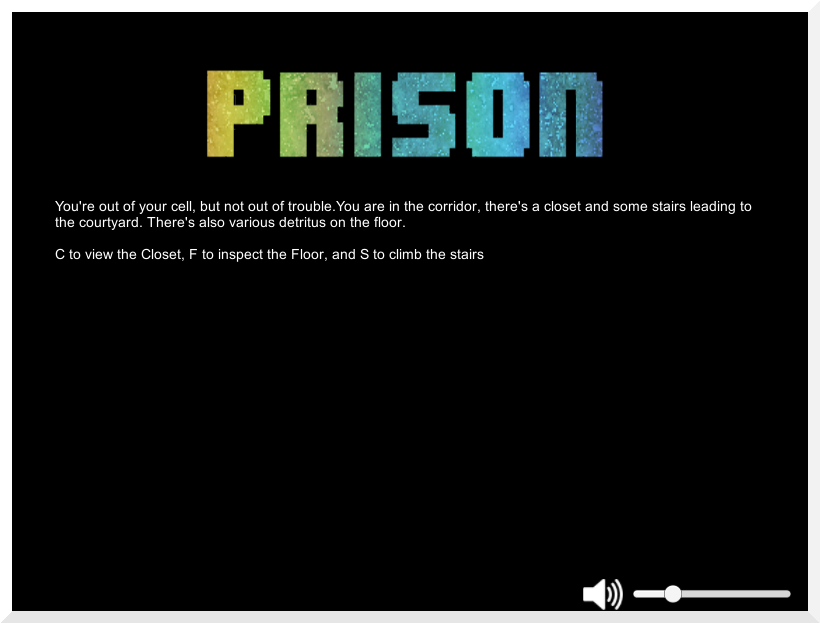 PRISON
You're out of your cell, but not out of trouble.You are in the corridor, there's a closet and some stairs leading to
the courtyard. There's also various detritus on the floor.
C to view the Closet, F to inspect the Floor, and S to climb the stairs